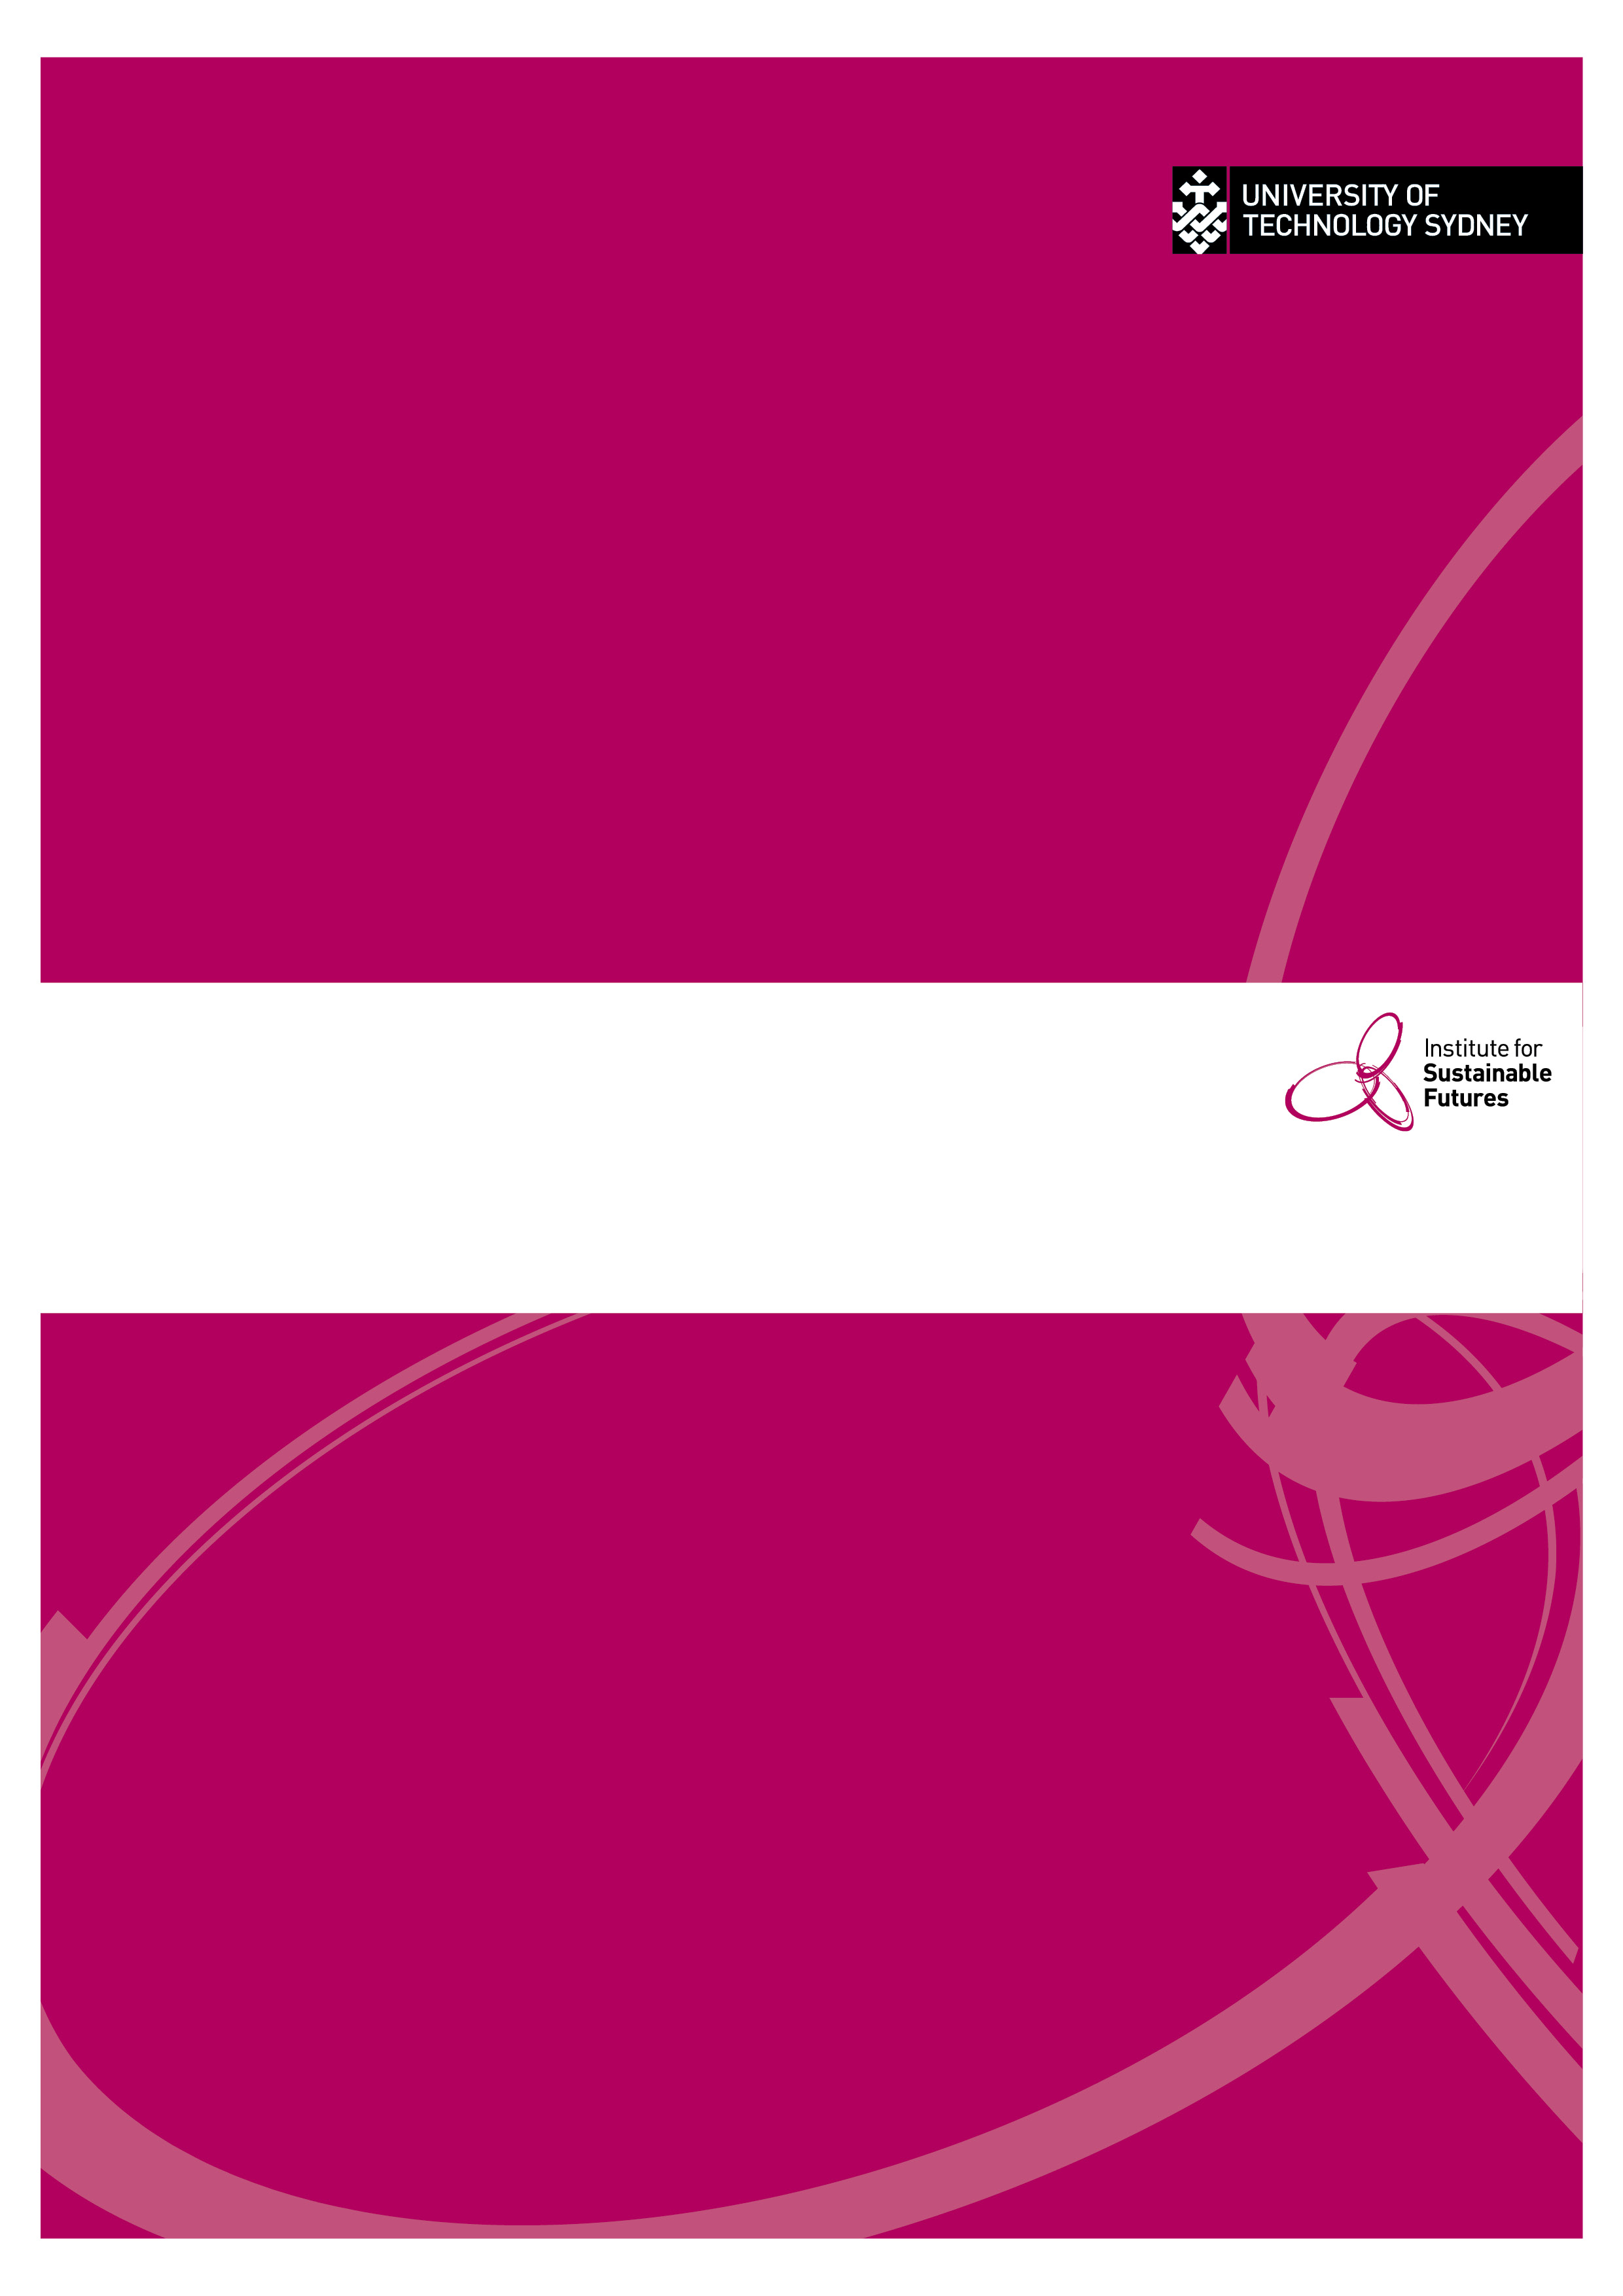 UNIVERSITY OF
TECHNOLOGY SYDNEY
Institute for
Sustainable
Futures